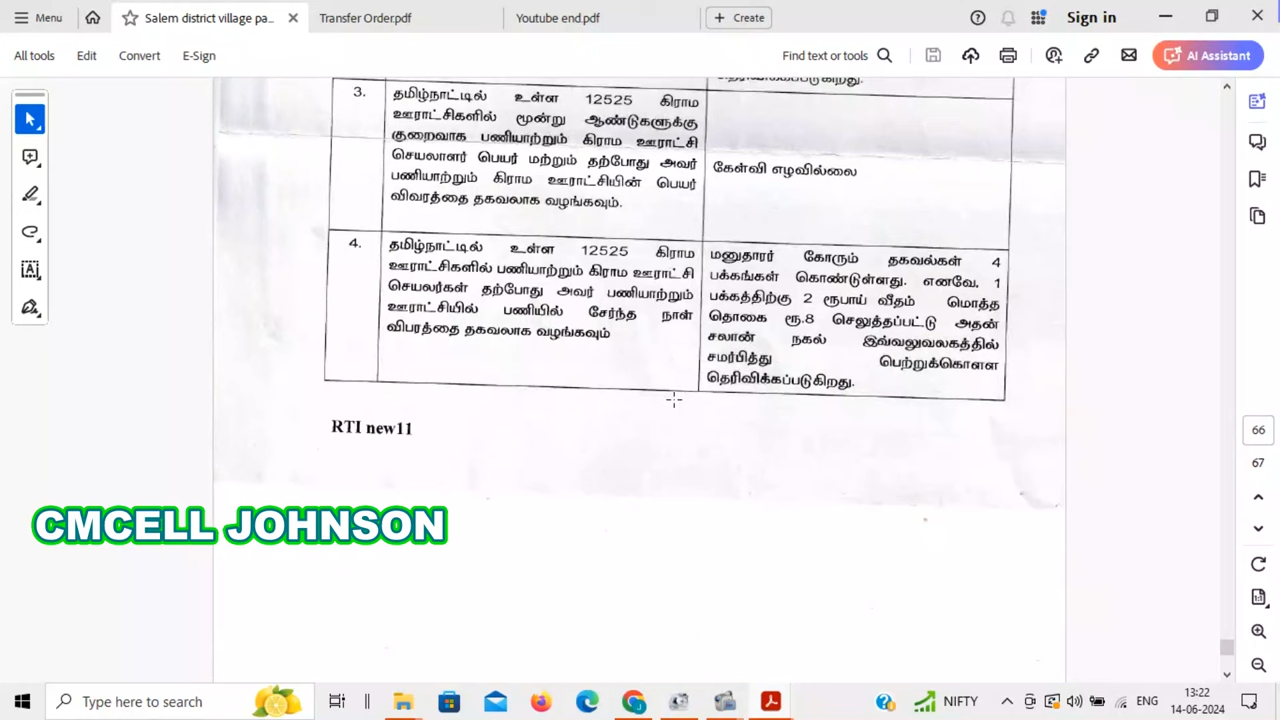 Menu
Salem district village pa...
Transfer Order.pdf
Youtube end.pdf
Create
Sign in
All tools
Edit
Convert
E-Sign
Find text or tools
AI Assistant
3.
தமிழ்நாட்டில் உள்ள 12525 கிராம
ஊராட்சிகளில் மூன்று ஆண்டுகளுக்கு
குறைவாக பணியாற்றும் கிராம ஊராட்சி
செயலாளர் பெயர் மற்றும் தற்போது அவர்
பணியாற்றும் கிராம ஊராட்சியின் பெயர்
விவரத்தை தகவலாக வழங்கவும்.
கேள்வி எழவில்லை
4.
தமிழ்நாட்டில் உள்ள 12525 கிராம
ஊராட்சிகளில் பணியாற்றும் கிராம ஊராட்சி
செயலர்கள் தற்போது அவர் பணியாற்றும்
ஊராட்சியில் பணியில் சேர்ந்த நாள்
விபரத்தை தகவலாக வழங்கவும்
மனுதாரர் கோரும் தகவல்கள் 4
பக்கங்கள் கொண்டுள்ளது. எனவே, 1
பக்கத்திற்கு 2 ரூபாய் வீதம் மொத்த
தொகை ரூ.8 செலுத்தப்பட்டு அதன்
சலான் நகல் இவ்வலுவலகத்தில்
சமர்பித்து பெற்றுக்கொள்ள
தெரிவிக்கப்படுகிறது.
RTI new11
CMCELL JOHNSON
66
67
Type here to search
NIFTY
ENG
13:22
14-06-2024